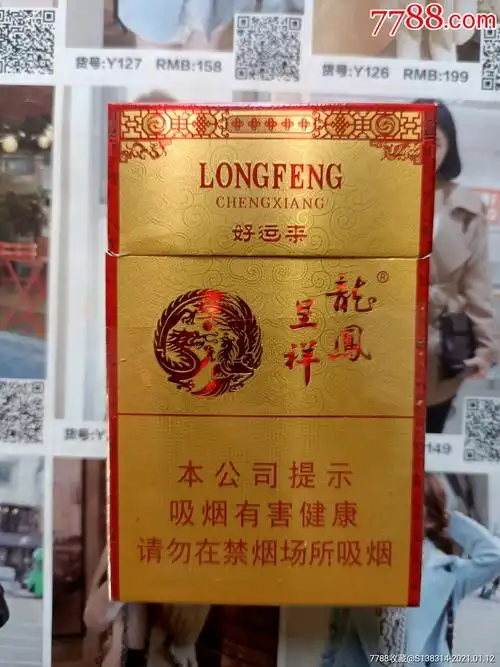 7788.com
货号:Y127 RMB:158
货号:Y126 RMB:199
LONGFENG
CHENGXIANG
好运来
龍鳳
呈祥
®
本公司提示
吸烟有害健康
请勿在禁烟场所吸烟
149
7788收藏@S138314-2021.01.12